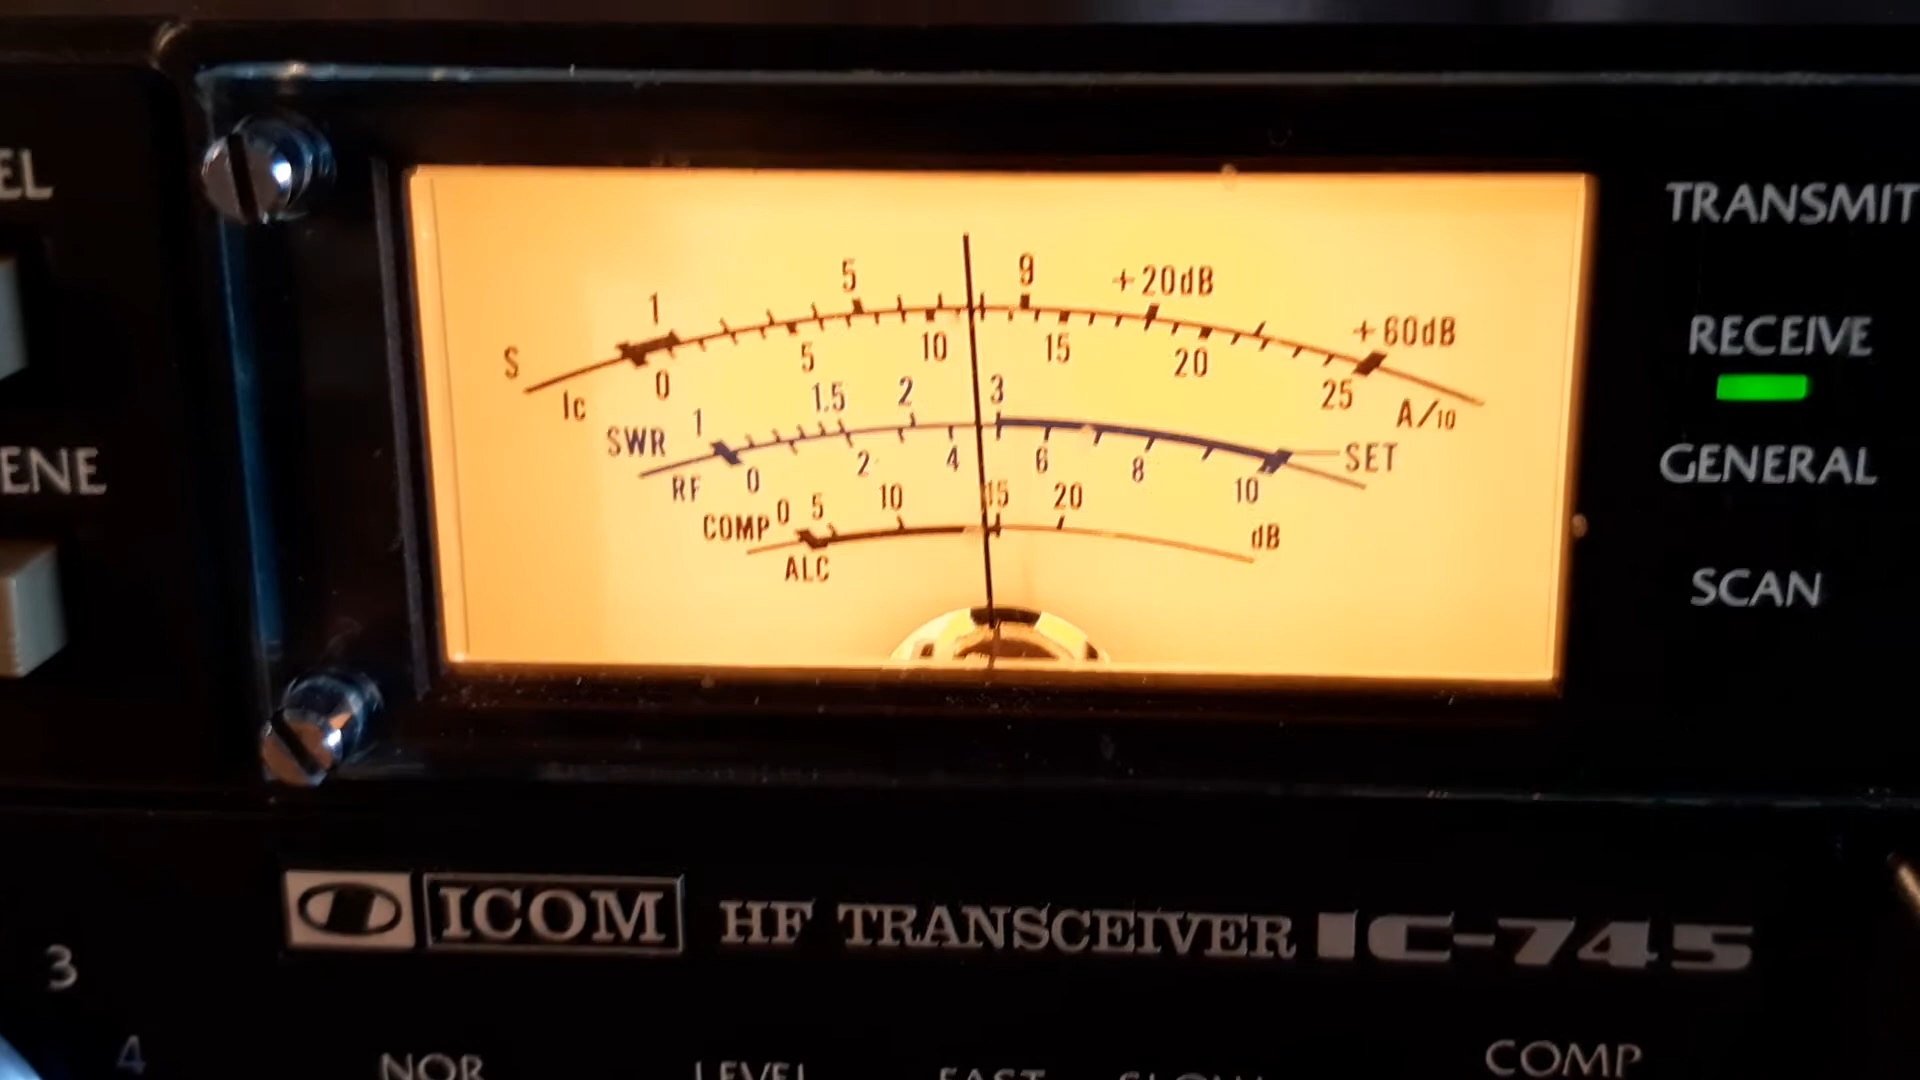 EL
ENE
1 5 9 +20dB +60dB
S
Ic 0 5 10 15 20 25 A/10
SWR 1 1.5 2 3 SET
RF 0 2 4 6 8 10
COMP 0 5 10 15 20 dB
ALC
TRANSMIT
RECEIVE
GENERAL
SCAN
ICOM HF TRANSCEIVER IC-745
3
4
NOR LEVEL FAST SLOW COMP